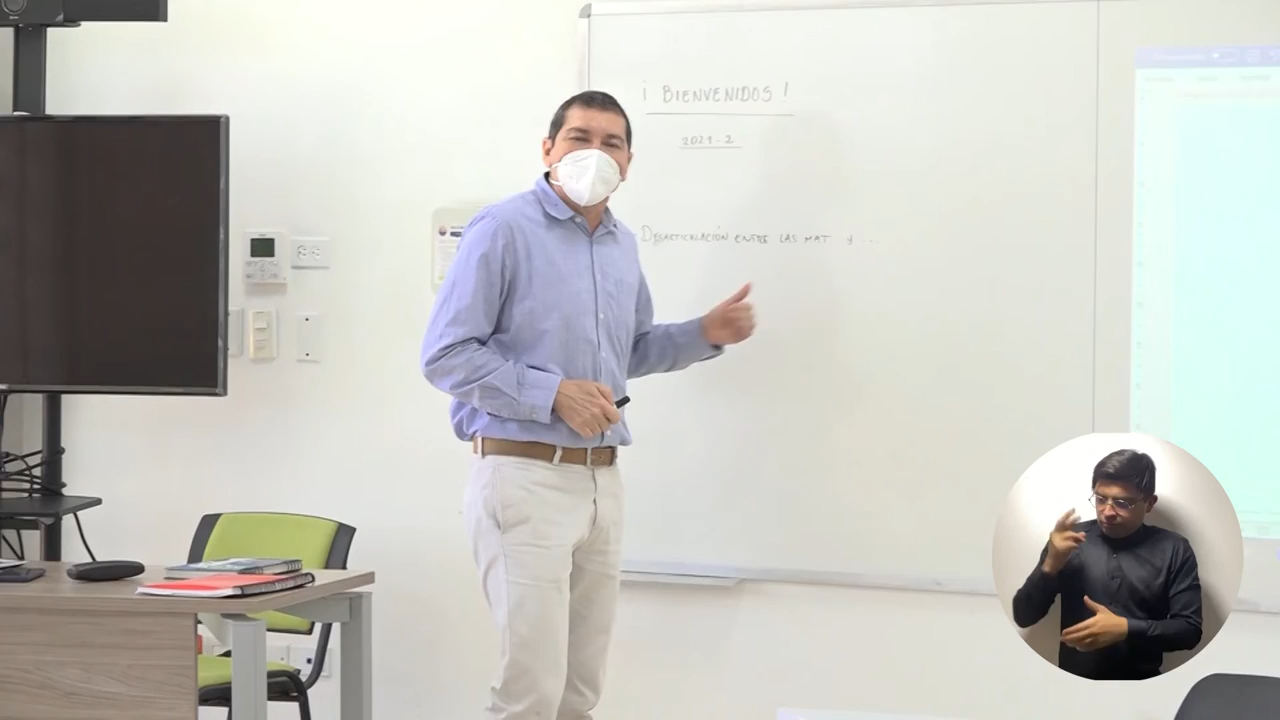 ¡ BIENVENIDOS !
2021-2
DESARTICULACIÓN ENTRE LAS MAT Y ..